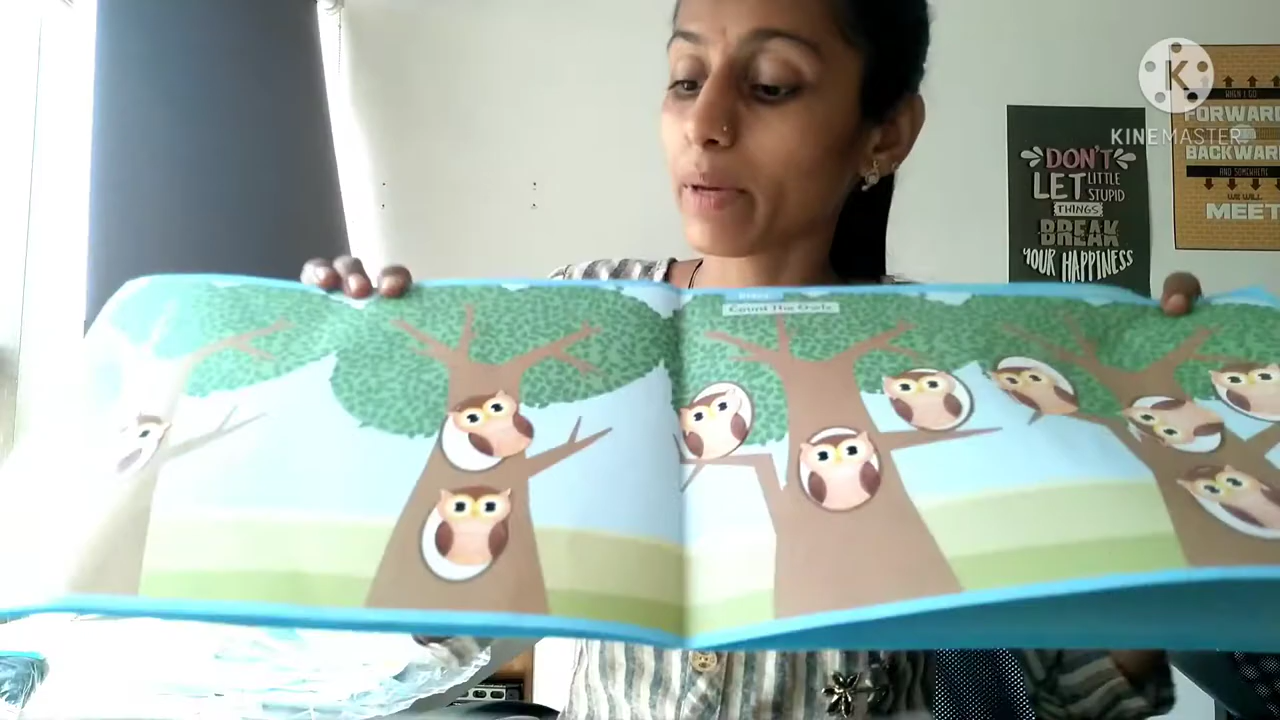 K
KINEMASTER
DON'T
LET LITTLE
STUPID
THINGS
BREAK
YOUR HAPPINESS
WHEN I GO
FORWARD
BACKWAR
AND SOMEWHERE
WE WILL
MEET
Count The Owls